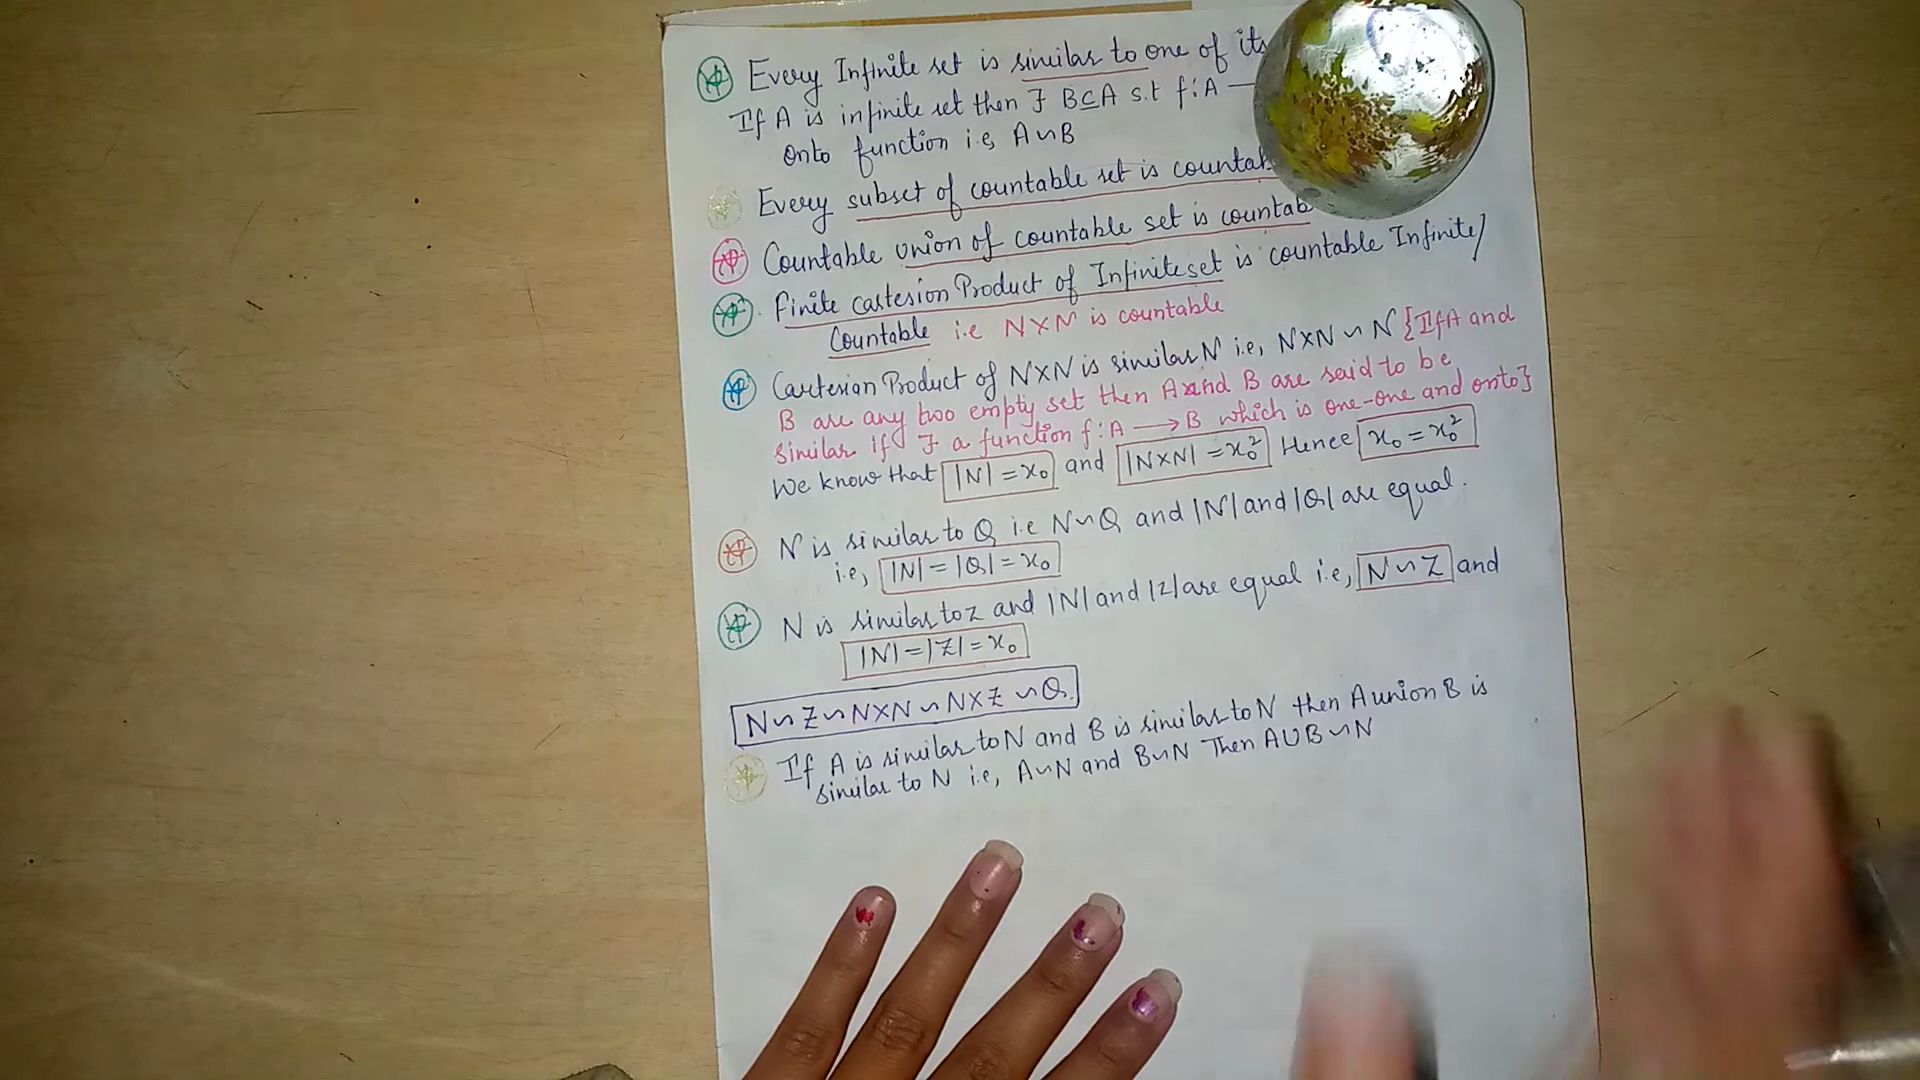 Every Infinite set is similar to one of its
If A is infinite set then ∃ B⊆A s.t f:A —
onto function i.e, A∽B
Every subset of countable set is countab
Countable union of countable set is countab
finite cartesion Product of Infinite set is countable Infinite/
Countable i.e N×N is countable
Cartesian Product of N×N is similar N i.e, N×N ∽ N {If A and
B are any two empty set then A and B are said to be
similar if ∃ a function f:A ⟶ B which is one-one and onto}
We know that |N| = x₀ and |N×N| = x₀² Hence x₀ = x₀²
N is similar to Q i.e N∽Q and |N| and |Q| are equal.
i.e, |N| = |Q| = x₀
N is similar to Z and |N| and |Z| are equal i.e, N ∽ Z and
|N| = |Z| = x₀
N∽Z∽N×N∽N×Z∽Q.
If A is similar to N and B is similar to N then A union B is
similar to N i.e, A∽N and B∽N Then A∪B∽N